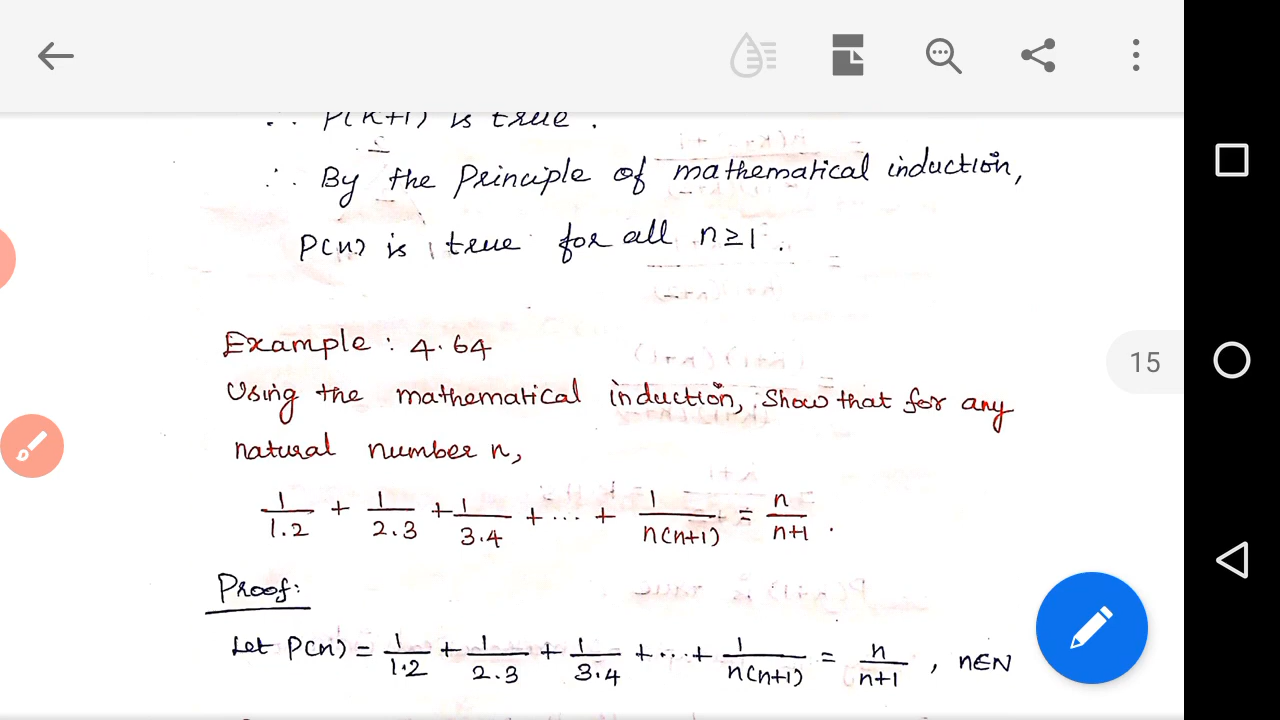 ∴ P(k+1) is true.
∴ By the Principle of mathematical induction,
P(n) is true for all n ≥ 1.
Example : 4.64
Using the mathematical induction, show that for any
natural number n,
1/1.2 + 1/2.3 + 1/3.4 + ... + 1/n(n+1) = n/n+1 .
Proof:
Let P(n) = 1/1.2 + 1/2.3 + 1/3.4 + ... + 1/n(n+1) = n/n+1 , n∈N
15